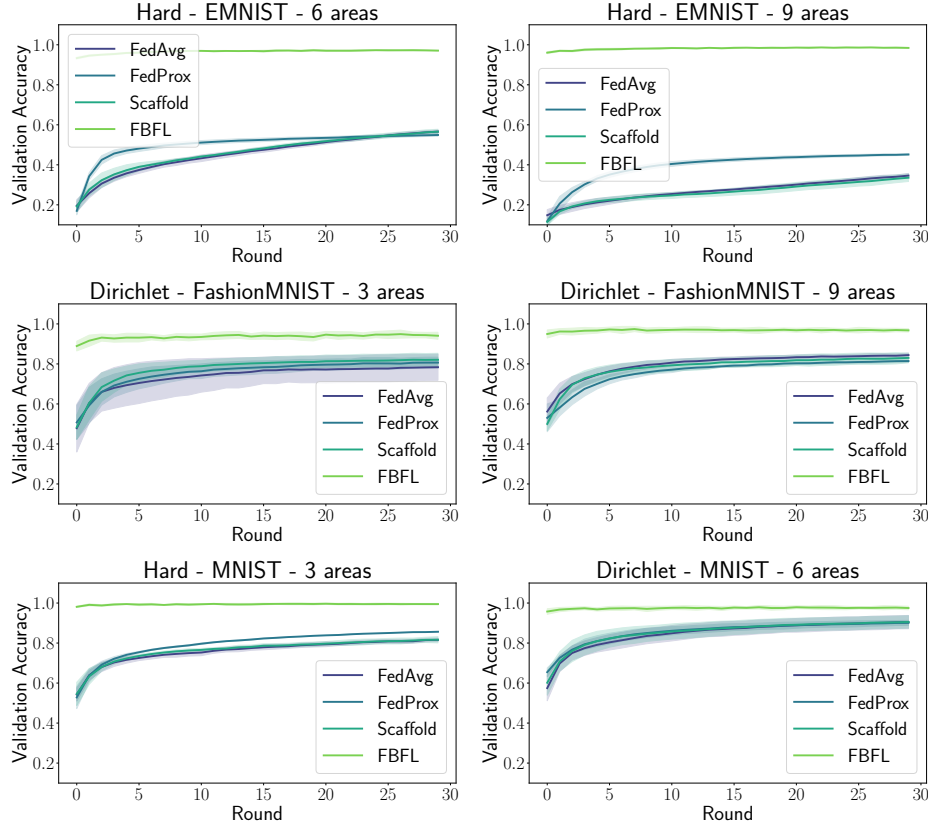 Hard - EMNIST - 6 areas
Validation Accuracy
1.0
0.8
0.6
0.4
0.2
FedAvg
FedProx
Scaffold
FBFL
0 5 10 15 20 25 30
Round
Hard - EMNIST - 9 areas
Validation Accuracy
1.0
0.8
0.6
0.4
0.2
FedAvg
FedProx
Scaffold
FBFL
0 5 10 15 20 25 30
Round
Dirichlet - FashionMNIST - 3 areas
Validation Accuracy
1.0
0.8
0.6
0.4
0.2
FedAvg
FedProx
Scaffold
FBFL
0 5 10 15 20 25 30
Round
Dirichlet - FashionMNIST - 9 areas
Validation Accuracy
1.0
0.8
0.6
0.4
0.2
FedAvg
FedProx
Scaffold
FBFL
0 5 10 15 20 25 30
Round
Hard - MNIST - 3 areas
Validation Accuracy
1.0
0.8
0.6
0.4
0.2
FedAvg
FedProx
Scaffold
FBFL
0 5 10 15 20 25 30
Round
Dirichlet - MNIST - 6 areas
Validation Accuracy
1.0
0.8
0.6
0.4
0.2
FedAvg
FedProx
Scaffold
FBFL
0 5 10 15 20 25 30
Round